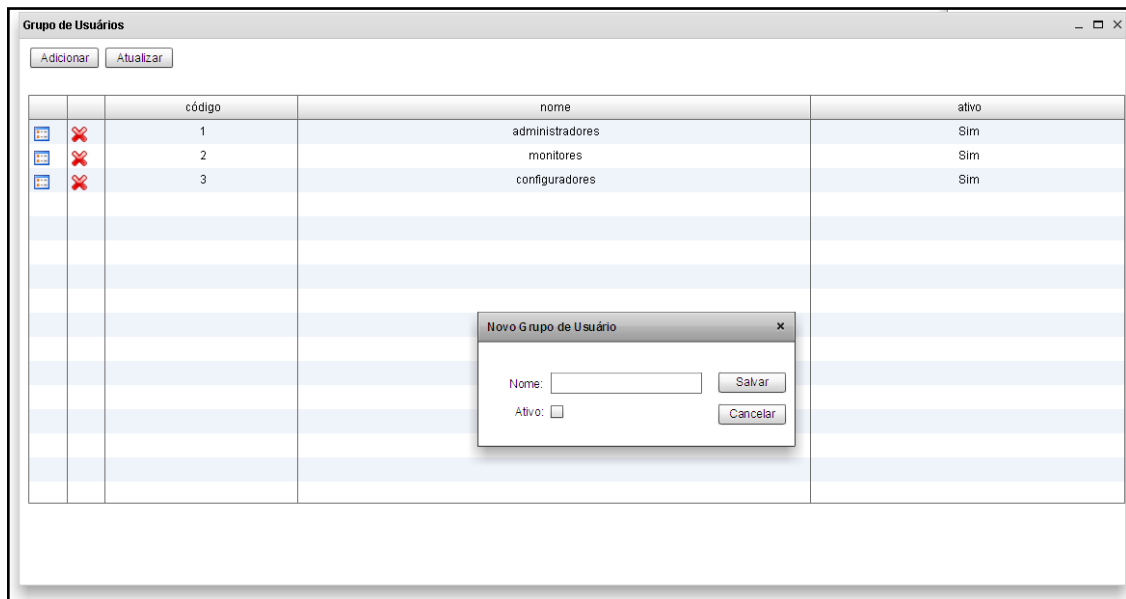 Grupo de Usuários
Adicionar Atualizar
código nome ativo
1 administradores Sim
2 monitores Sim
3 configuradores Sim
Novo Grupo de Usuário
Nome: Salvar
Ativo: Cancelar